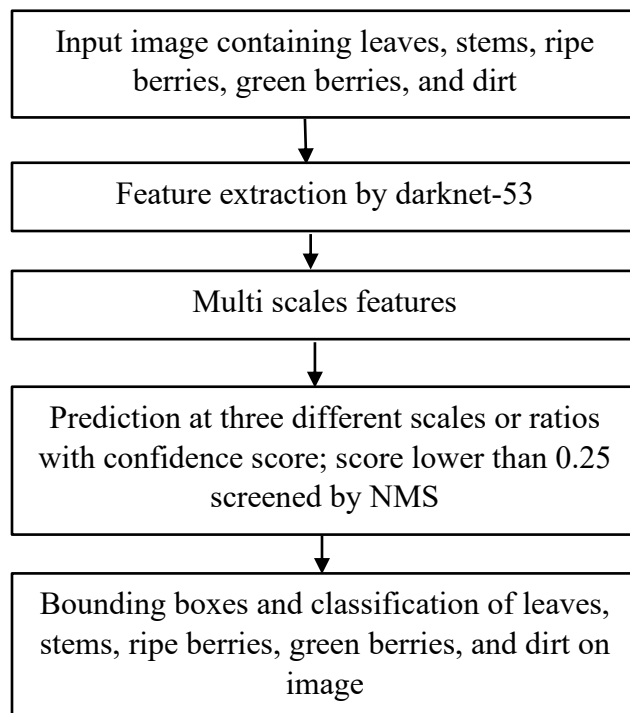 Input image containing leaves, stems, ripe
berries, green berries, and dirt
Feature extraction by darknet-53
Multi scales features
Prediction at three different scales or ratios
with confidence score; score lower than 0.25
screened by NMS
Bounding boxes and classification of leaves,
stems, ripe berries, green berries, and dirt on
image